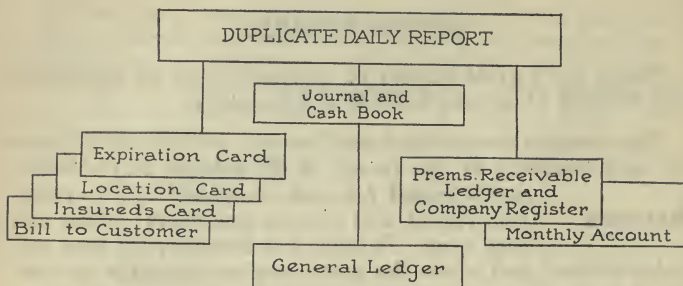 DUPLICATE DAILY REPORT
Journal and
Cash Book
Expiration Card
Location Card
Insureds Card
Bill to Customer
Prems. Receivable
Ledger and
Company Register
Monthly Account
General Ledger